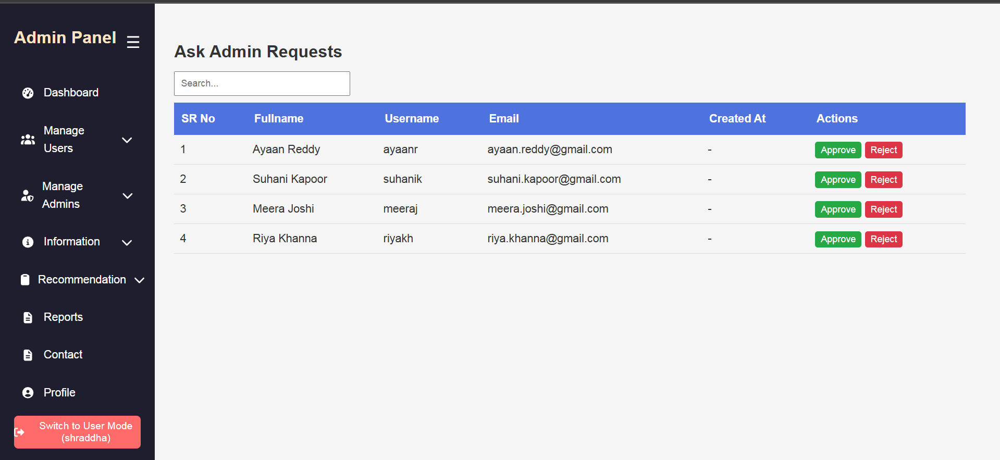 Admin Panel
Dashboard
Manage
Users
Manage
Admins
Information
Recommendation
Reports
Contact
Profile
Switch to User Mode
(shraddha)
Ask Admin Requests
Search...
SR No Fullname Username Email Created At Actions
1 Ayaan Reddy ayaanr ayaan.reddy@gmail.com - Approve Reject
2 Suhani Kapoor suhanik suhani.kapoor@gmail.com - Approve Reject
3 Meera Joshi meeraj meera.joshi@gmail.com - Approve Reject
4 Riya Khanna riyakh riya.khanna@gmail.com - Approve Reject